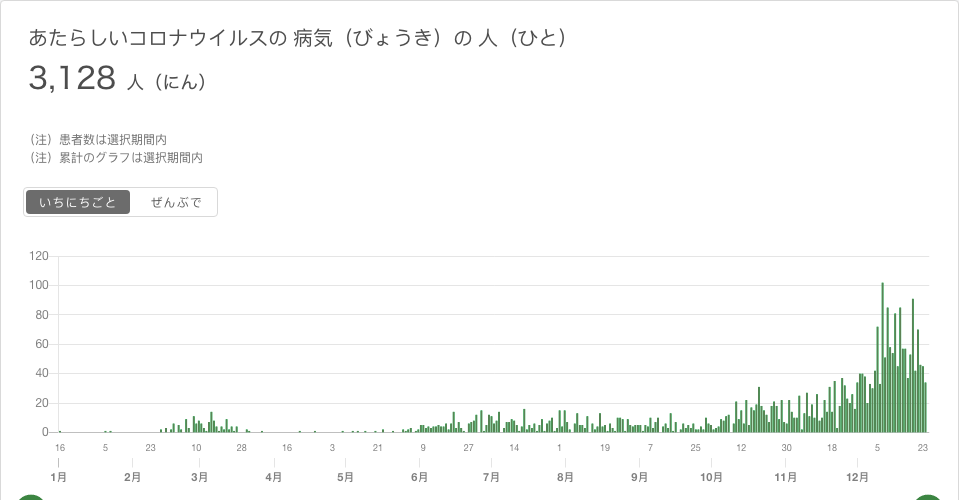 あたらしいコロナウイルスの 病気（びょうき）の 人（ひと）
3,128 人（にん）
（注）患者数は選択期間内
（注）累計のグラフは選択期間内
いちにちごと ぜんぶで
120
100
80
60
40
20
0
16 5 23 10 28 16 3 21 9 27 14 1 19 7 25 12 30 18 5 23
1月 2月 3月 4月 5月 6月 7月 8月 9月 10月 11月 12月